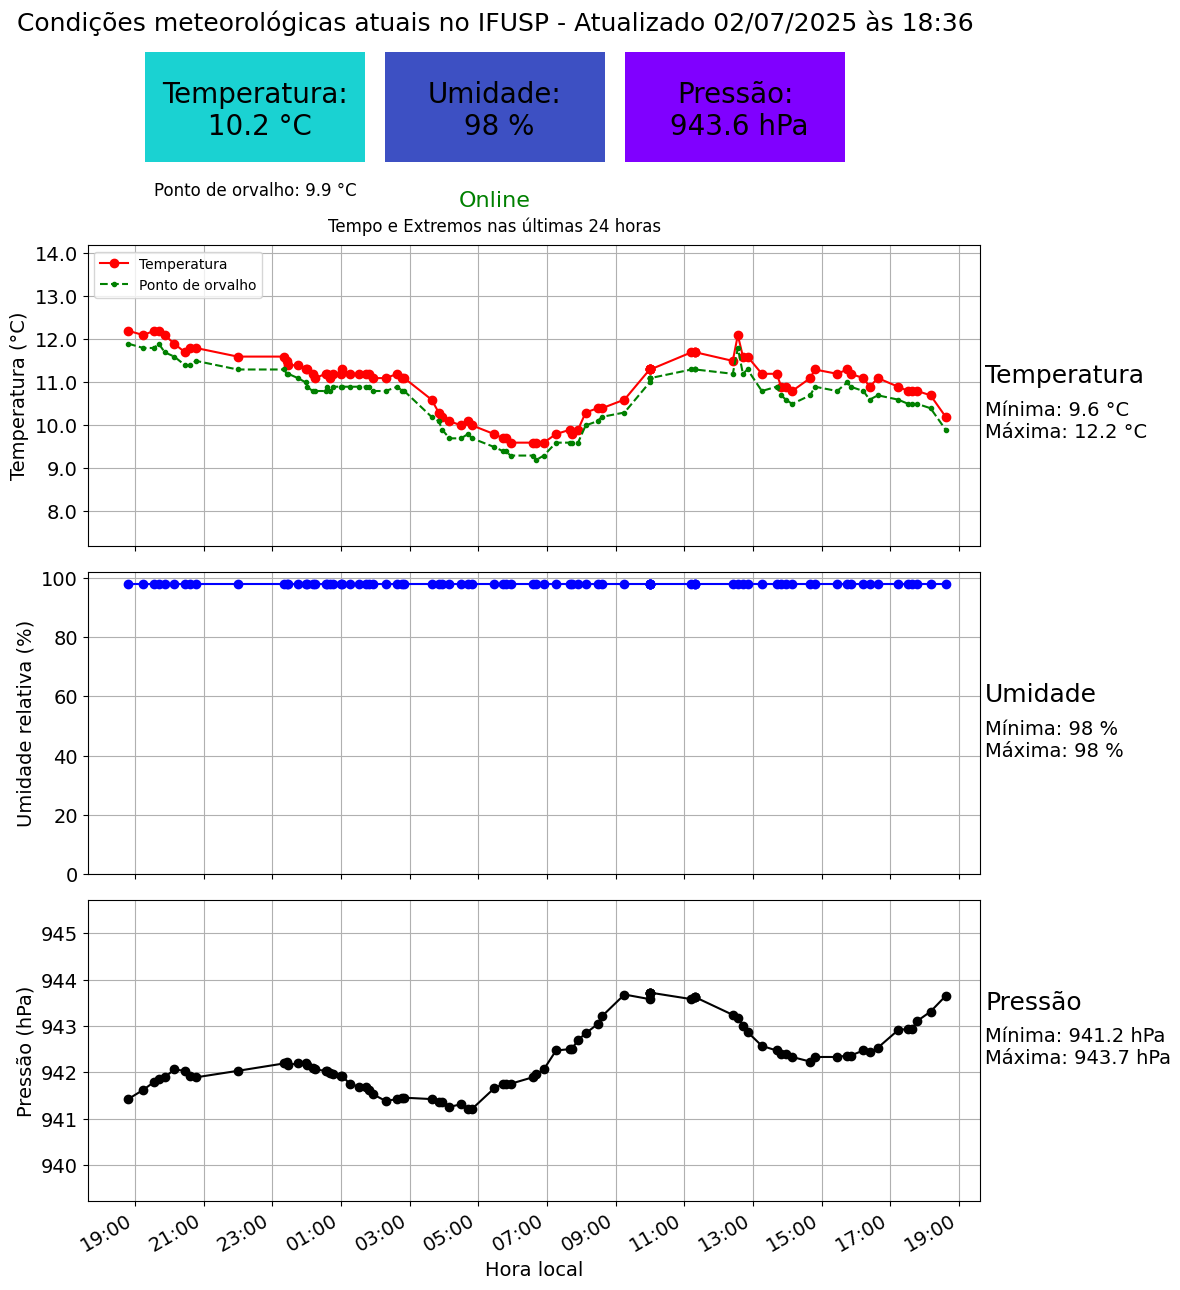 Condições meteorológicas atuais no IFUSP - Atualizado 02/07/2025 às 18:36
Temperatura:
10.2 °C
Umidade:
98 %
Pressão:
943.6 hPa
Ponto de orvalho: 9.9 °C
Online
Tempo e Extremos nas últimas 24 horas
Temperatura (°C)
14.0
13.0
12.0
11.0
10.0
9.0
8.0
Temperatura
Ponto de orvalho
Temperatura
Mínima: 9.6 °C
Máxima: 12.2 °C
Umidade relativa (%)
100
80
60
40
20
0
Umidade
Mínima: 98 %
Máxima: 98 %
Pressão (hPa)
945
944
943
942
941
940
Pressão
Mínima: 941.2 hPa
Máxima: 943.7 hPa
19:00
21:00
23:00
01:00
03:00
05:00
07:00
09:00
11:00
13:00
15:00
17:00
19:00
Hora local